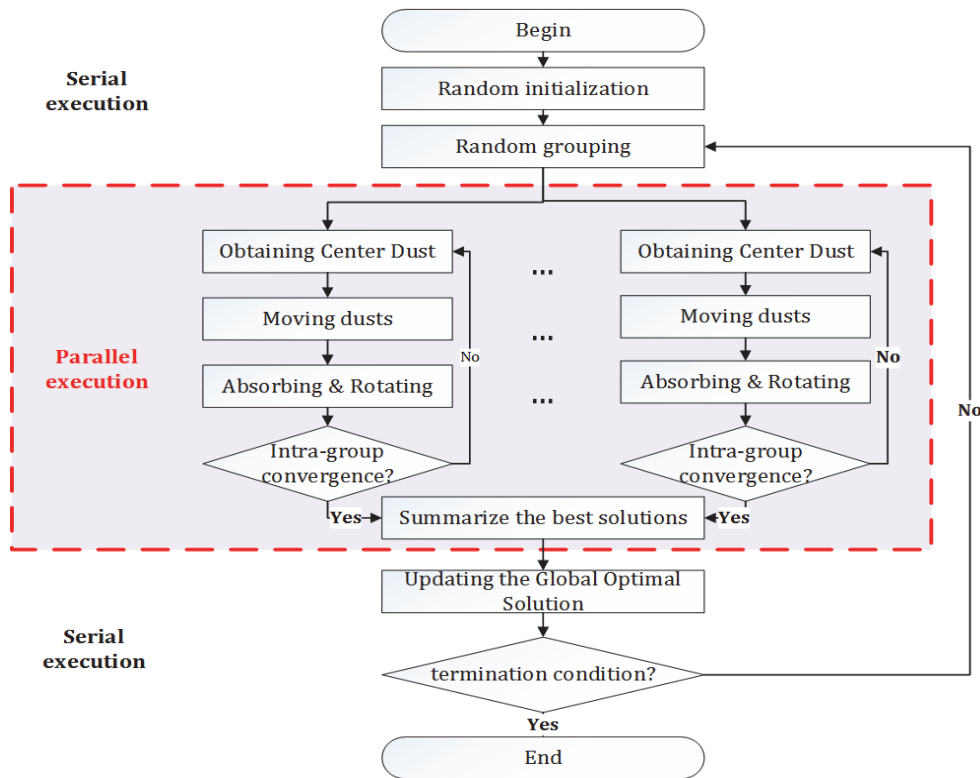 Begin
Serial
execution
Random initialization
Random grouping
Obtaining Center Dust
...
Obtaining Center Dust
Moving dusts
...
Moving dusts
Parallel
execution
No
No
Absorbing & Rotating
...
Absorbing & Rotating
No
Intra-group
convergence?
Intra-group
convergence?
Yes
Summarize the best solutions
Yes
Updating the Global Optimal
Solution
Serial
execution
termination condition?
Yes
End